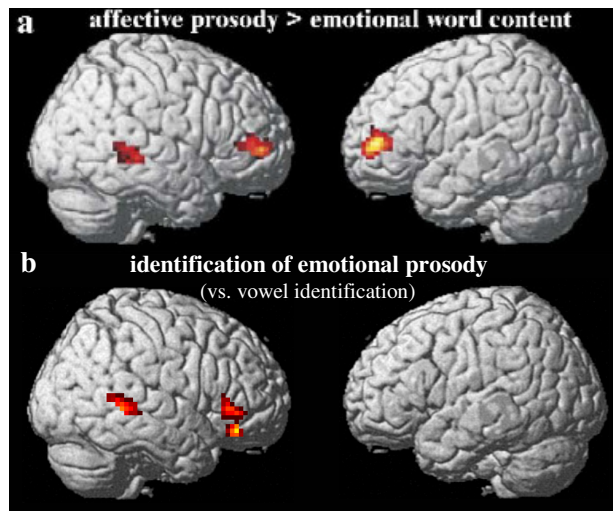 a affective prosody > emotional word content
b identification of emotional prosody
(vs. vowel identification)